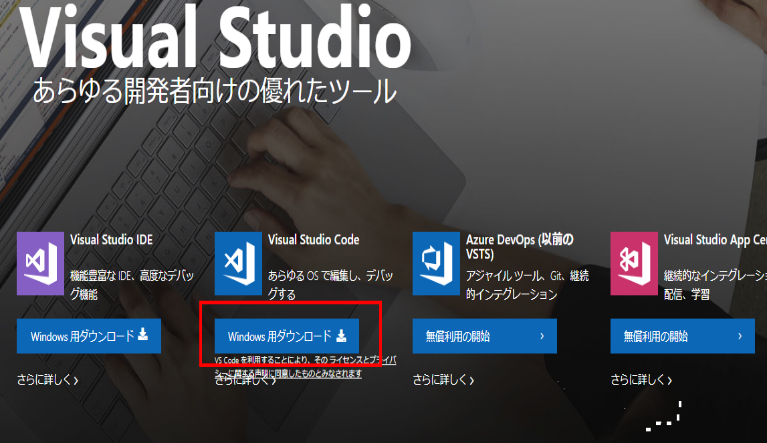 Visual Studio
あらゆる開発者向けの優れたツール
Visual Studio IDE
機能豊富な IDE、高度なデバッ
グ機能
Windows 用ダウンロード
さらに詳しく
Visual Studio Code
あらゆる OS で編集し、デバッ
グする
Windows 用ダウンロード
VS Code を利用することにより、その ライセンスとプライバ
シーに関する声明に同意したものとみなされます
さらに詳しく
Azure DevOps (以前の
VSTS)
アジャイル ツール、Git、継続
的インテグレーション
無償利用の開始
さらに詳しく
Visual Studio App Cen
継続的なインテグレーショ
配信、学習
無償利用の開始
さらに詳しく